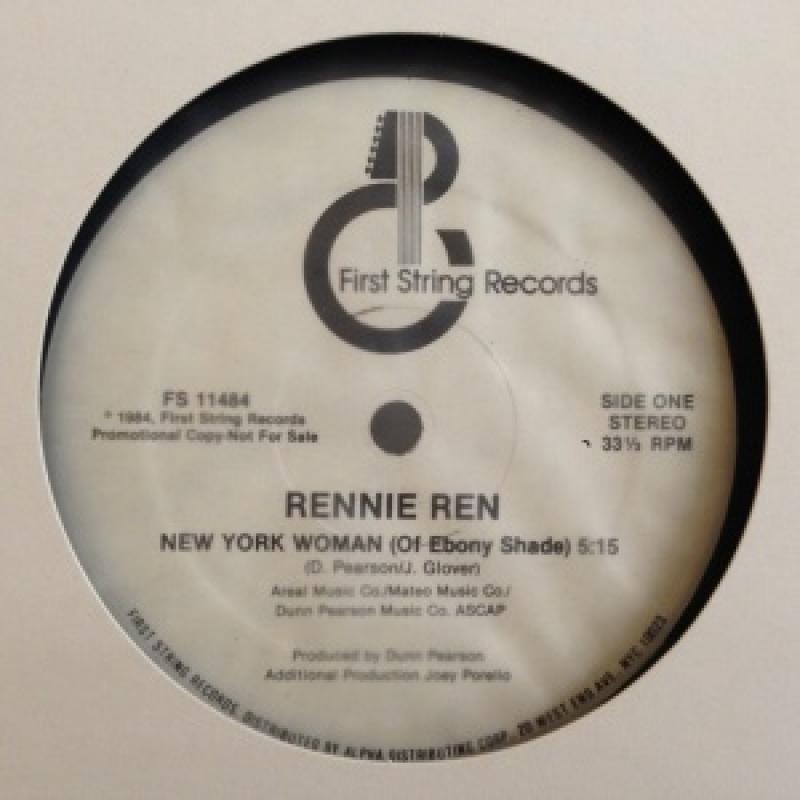 First String Records
FS 11484
℗ 1984, First String Records
Promotional Copy-Not For Sale
SIDE ONE
STEREO
33⅓ RPM
RENNIE REN
NEW YORK WOMAN (Of Ebony Shade) 5:15
(D. Pearson/J. Glover)
Areal Music Co./Mateo Music Co./
Dunn Pearson Music Co. ASCAP
Produced by Dunn Pearson
Additional Production Joey Porello
FIRST STRING RECORDS, DISTRIBUTED BY ALPHA DISTRIBUTING CORP. 20 WEST END AVE. NYC 10023